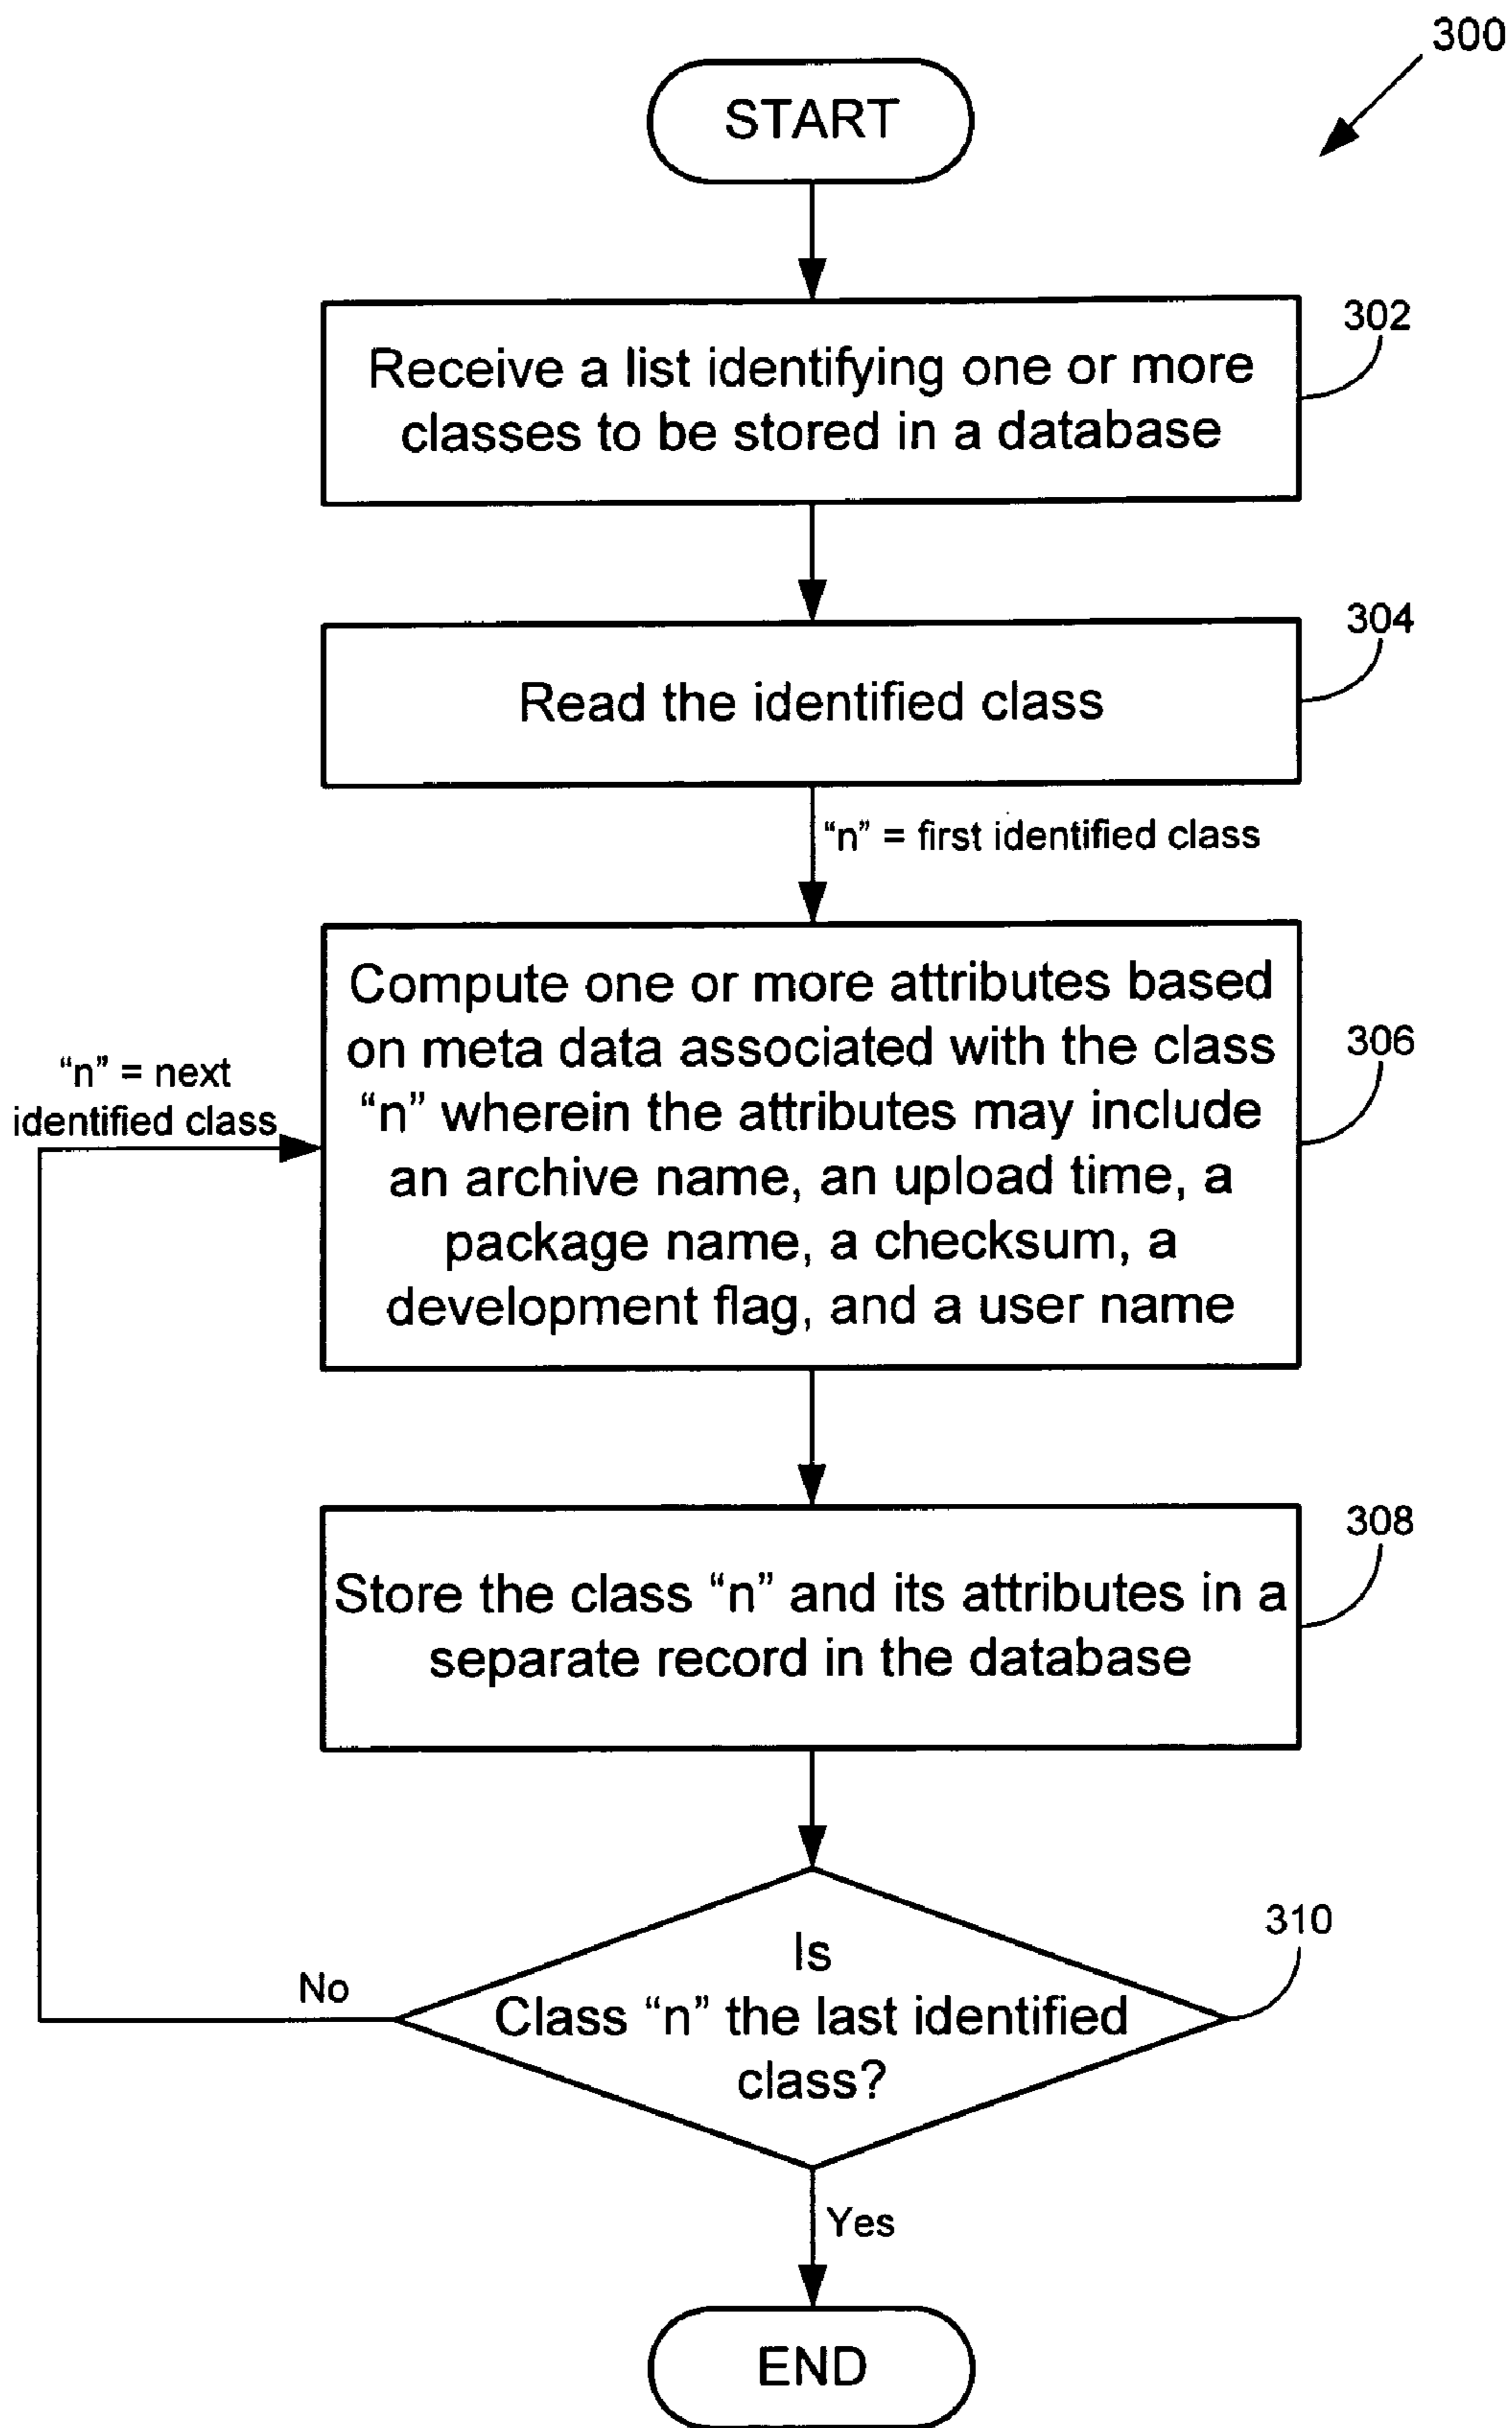 300
START
302
Receive a list identifying one or more
classes to be stored in a database
304
Read the identified class
“n” = first identified class
306
Compute one or more attributes based
on meta data associated with the class
“n” wherein the attributes may include
an archive name, an upload time, a
package name, a checksum, a
development flag, and a user name
“n” = next
identified class
308
Store the class “n” and its attributes in a
separate record in the database
310
Is
Class “n” the last identified
class?
No
Yes
END